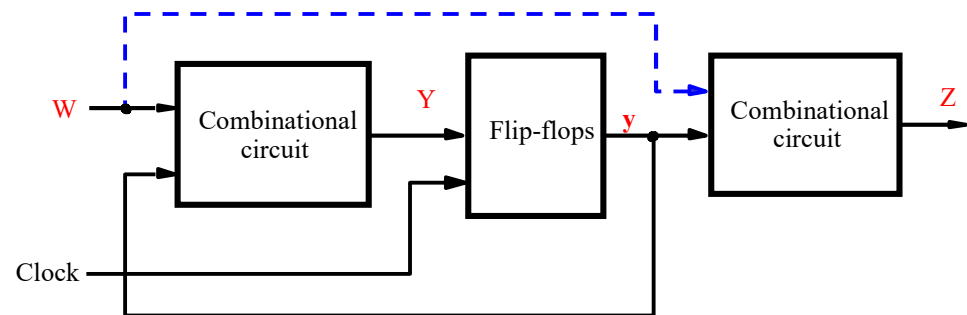 W
Combinational
circuit
Y
Flip-flops
y
Combinational
circuit
Z
Clock